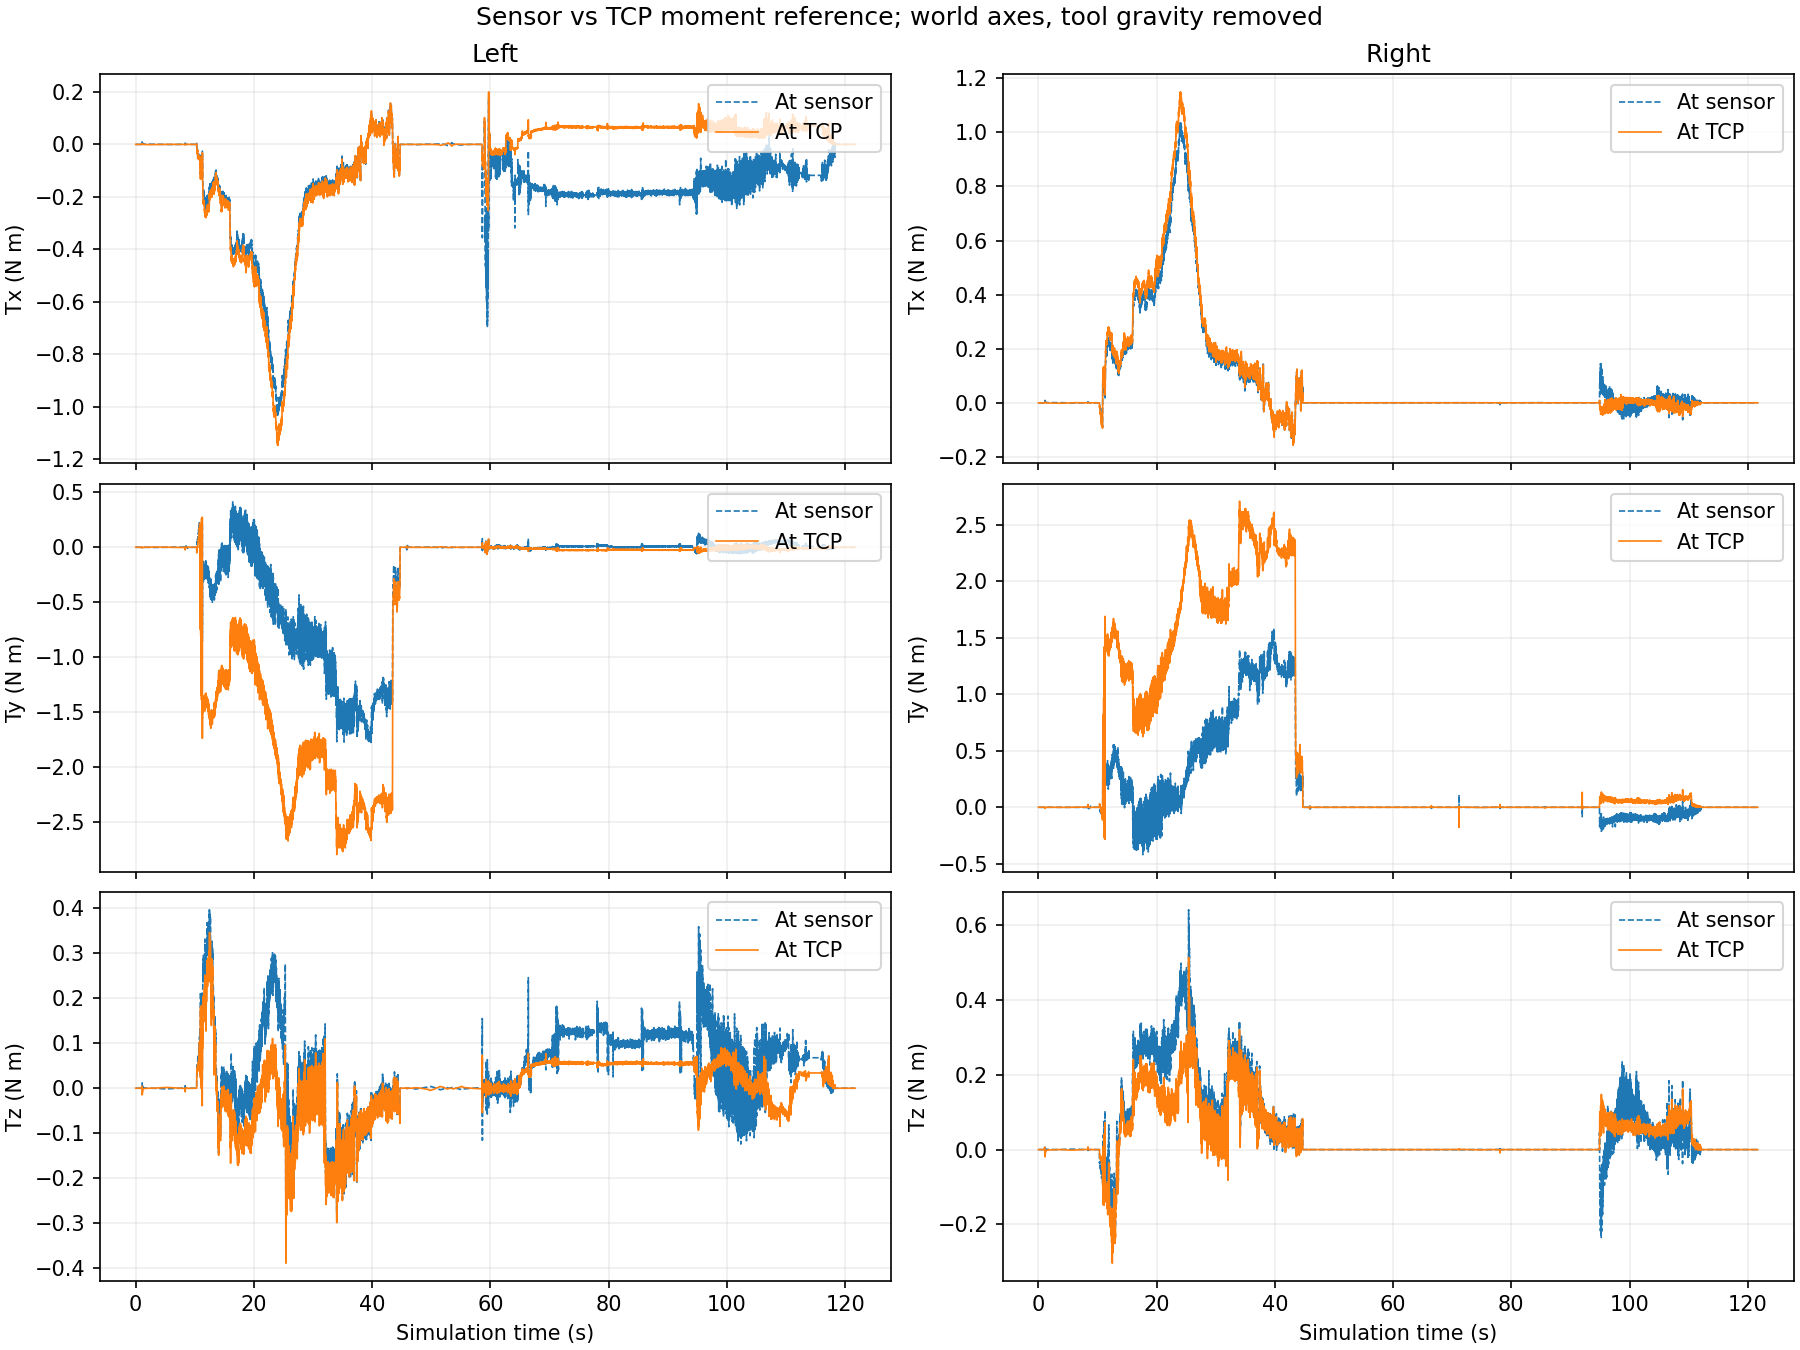 Sensor vs TCP moment reference; world axes, tool gravity removed
Left
Right
Tx (N m)
0.2
0.0
−0.2
−0.4
−0.6
−0.8
−1.0
−1.2
At sensor
At TCP
Tx (N m)
1.2
1.0
0.8
0.6
0.4
0.2
0.0
−0.2
At sensor
At TCP
Ty (N m)
0.5
0.0
−0.5
−1.0
−1.5
−2.0
−2.5
At sensor
At TCP
Ty (N m)
2.5
2.0
1.5
1.0
0.5
0.0
−0.5
At sensor
At TCP
Tz (N m)
0.4
0.3
0.2
0.1
0.0
−0.1
−0.2
−0.3
−0.4
At sensor
At TCP
0 20 40 60 80 100 120
Simulation time (s)
Tz (N m)
0.6
0.4
0.2
0.0
−0.2
At sensor
At TCP
0 20 40 60 80 100 120
Simulation time (s)